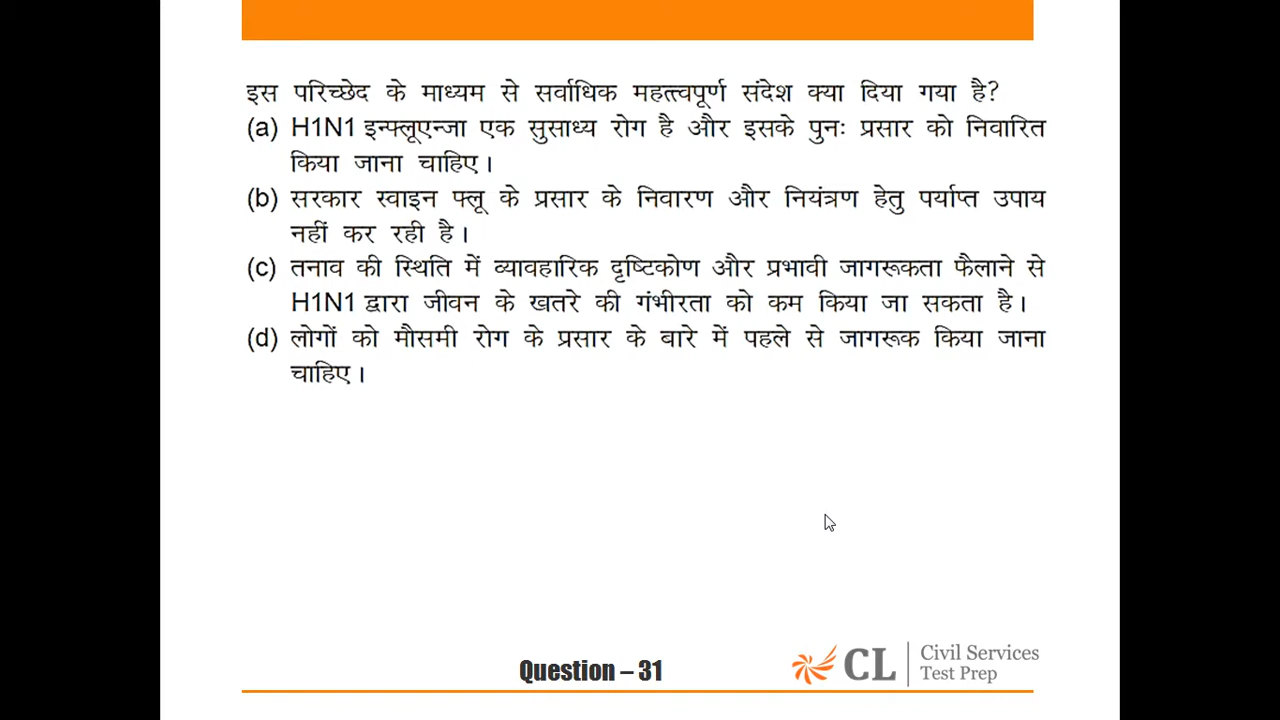 इस परिच्छेद के माध्यम से सर्वाधिक महत्त्वपूर्ण संदेश क्या दिया गया है?
(a) H1N1 इन्फ्लूएन्जा एक सुसाध्य रोग है और इसके पुनः प्रसार को निवारित
किया जाना चाहिए।
(b) सरकार स्वाइन फ्लू के प्रसार के निवारण और नियंत्रण हेतु पर्याप्त उपाय
नहीं कर रही है।
(c) तनाव की स्थिति में व्यावहारिक दृष्टिकोण और प्रभावी जागरूकता फैलाने से
H1N1 द्वारा जीवन के खतरे की गंभीरता को कम किया जा सकता है।
(d) लोगों को मौसमी रोग के प्रसार के बारे में पहले से जागरूक किया जाना
चाहिए।
Question – 31
CL
Civil Services
Test Prep